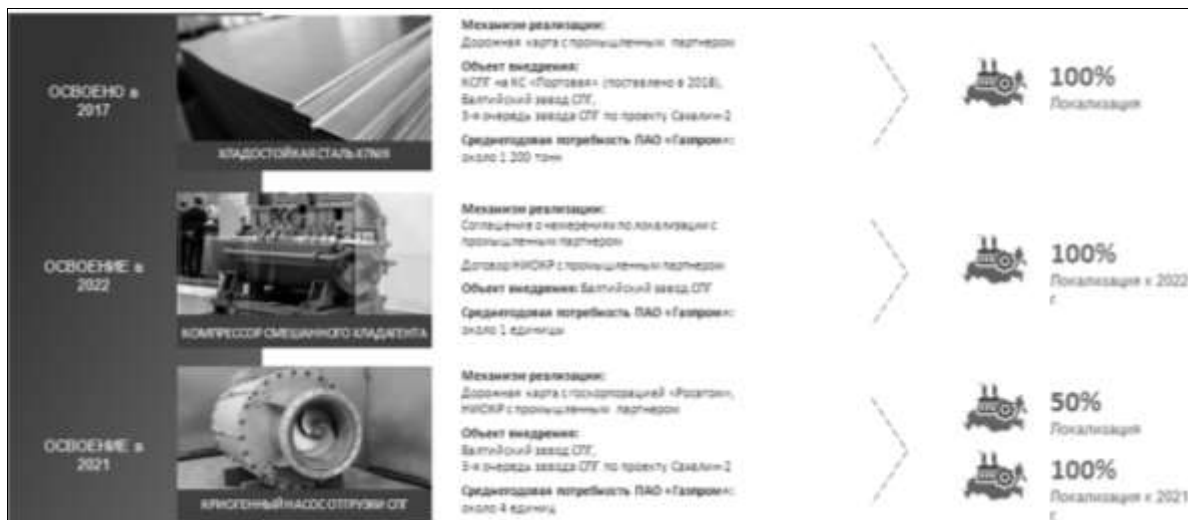 ОСВОЕНО в
2017
ХЛАДОСТОЙКАЯ СТАЛЬ
Механизм реализации:
Дорожная карта с промышленным партнером
Объект внедрения:
КСПГ на КС «Портовая» (поставлено в 2018),
Балтийский завод СПГ,
3-я очередь завода СПГ по проекту Сахалин-2
Среднегодовая потребность ПАО «Газпром»:
около 1 200 тонн
100%
Локализация
ОСВОЕНИЕ в
2022
КОМПРЕССОР СМЕШАННОГО ХЛАДАГЕНТА
Механизм реализации:
Соглашение о намерениях по локализации с
промышленным партнером
Договор НИОКР с промышленным партнером
Объект внедрения: Балтийский завод СПГ
Среднегодовая потребность ПАО «Газпром»:
около 1 единицы
100%
Локализация к 2022
г.
ОСВОЕНИЕ в
2021
КРИОГЕННЫЙ НАСОС ОТГРУЗКИ СПГ
Механизм реализации:
Дорожная карта с госкорпорацией «Росатом»,
НИОКР с промышленным партнером
Объект внедрения:
Балтийский завод СПГ,
3-я очередь завода СПГ по проекту Сахалин-2
Среднегодовая потребность ПАО «Газпром»:
около 4 единиц
50%
Локализация
100%
Локализация к 2021
г.